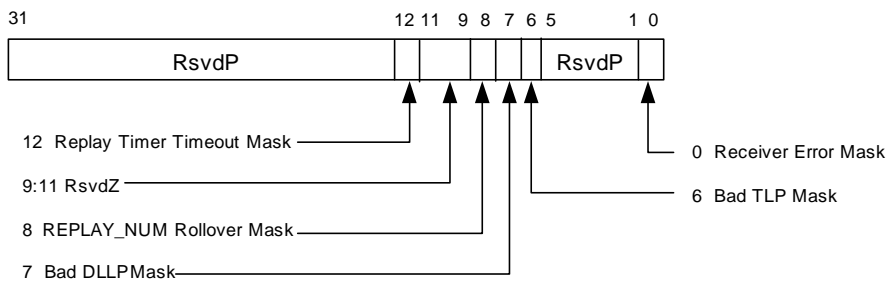 31 12 11 9 8 7 6 5 1 0
RsvdP RsvdP
12 Replay Timer Timeout Mask
9:11 RsvdZ
8 REPLAY_NUM Rollover Mask
7 Bad DLLPMask
0 Receiver Error Mask
6 Bad TLP Mask